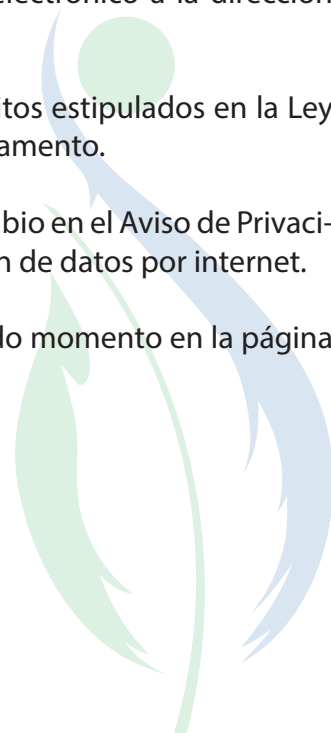 electrónico a la dirección
itos estipulados en la Ley
amento.
bio en el Aviso de Privaci-
n de datos por internet.
do momento en la página